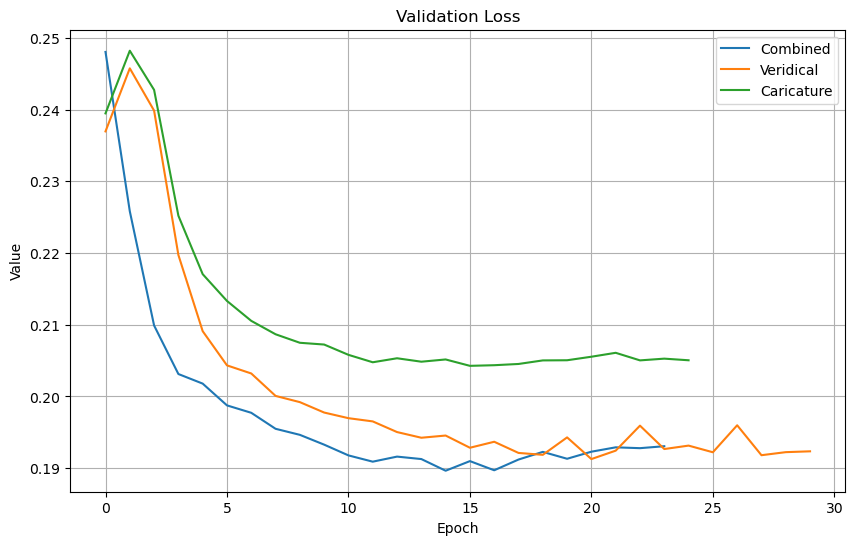 Validation Loss
Combined
Veridical
Caricature
Value
0.25
0.24
0.23
0.22
0.21
0.20
0.19
0 5 10 15 20 25 30
Epoch